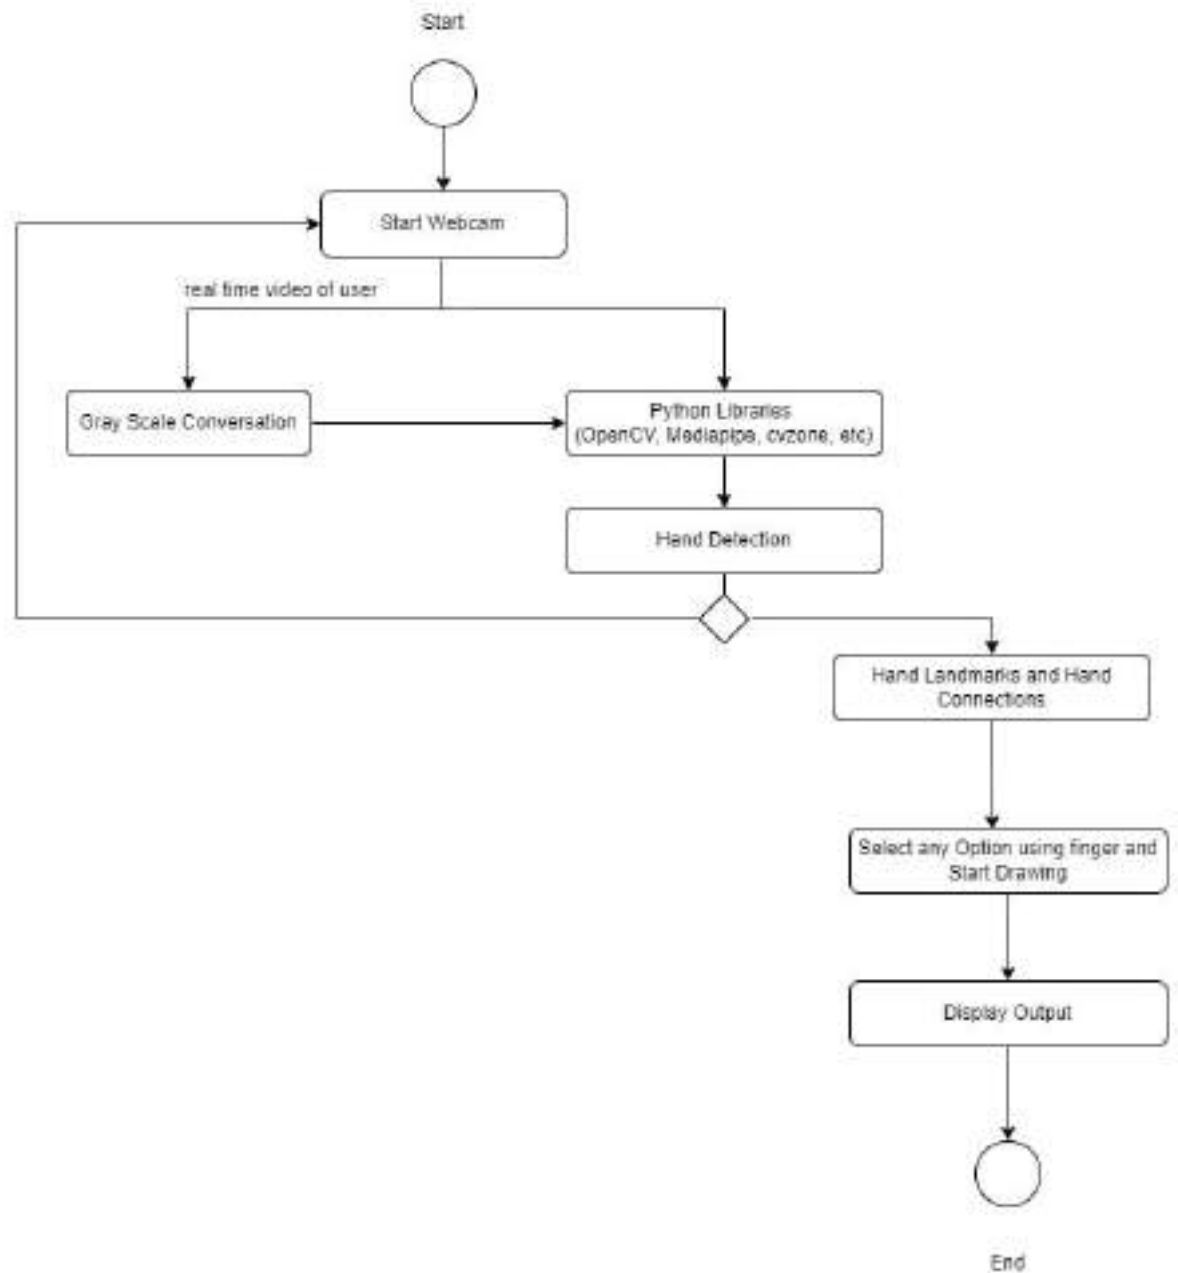 Start
Start Webcam
real time video of user
Gray Scale Conversation
Python Libraries
(OpenCV, Mediapipe, cvzone, etc)
Hand Detection
Hand Landmarks and Hand
Connections
Select any Option using finger and
Start Drawing
Display Output
End